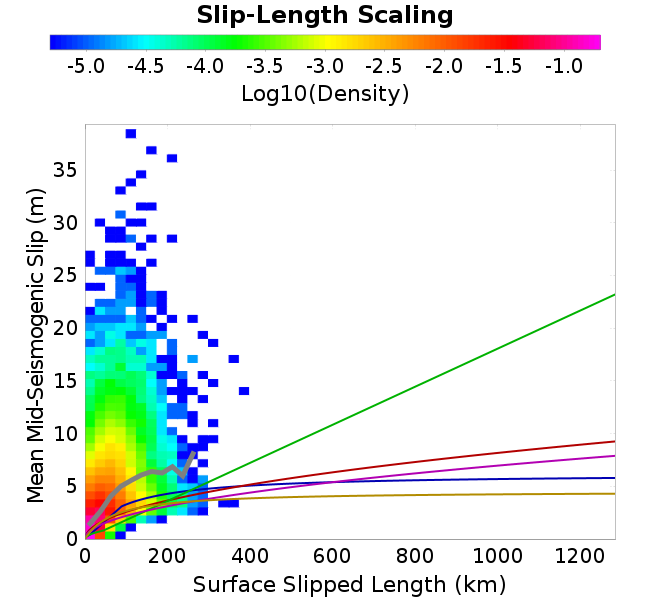 Slip-Length Scaling
-5.0 -4.5 -4.0 -3.5 -3.0 -2.5 -2.0 -1.5 -1.0
Log10(Density)
Mean Mid-Seismogenic Slip (m)
35
30
25
20
15
10
5
0
0 200 400 600 800 1000 1200
Surface Slipped Length (km)